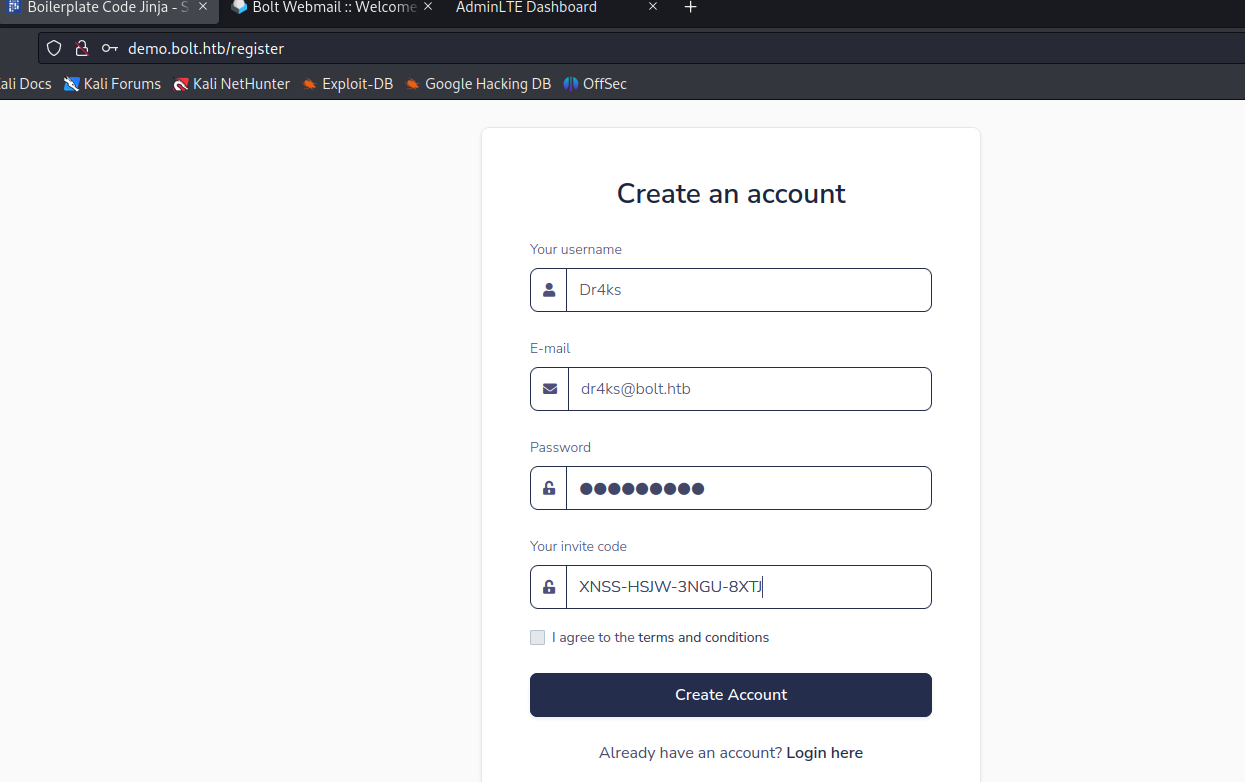 Boilerplate Code Jinja - S Bolt Webmail :: Welcome AdminLTE Dashboard
demo.bolt.htb/register
ali Docs Kali Forums Kali NetHunter Exploit-DB Google Hacking DB OffSec
Create an account
Your username
Dr4ks
E-mail
dr4ks@bolt.htb
Password
●●●●●●●●●
Your invite code
XNSS-HSJW-3NGU-8XTJ
I agree to the terms and conditions
Create Account
Already have an account? Login here